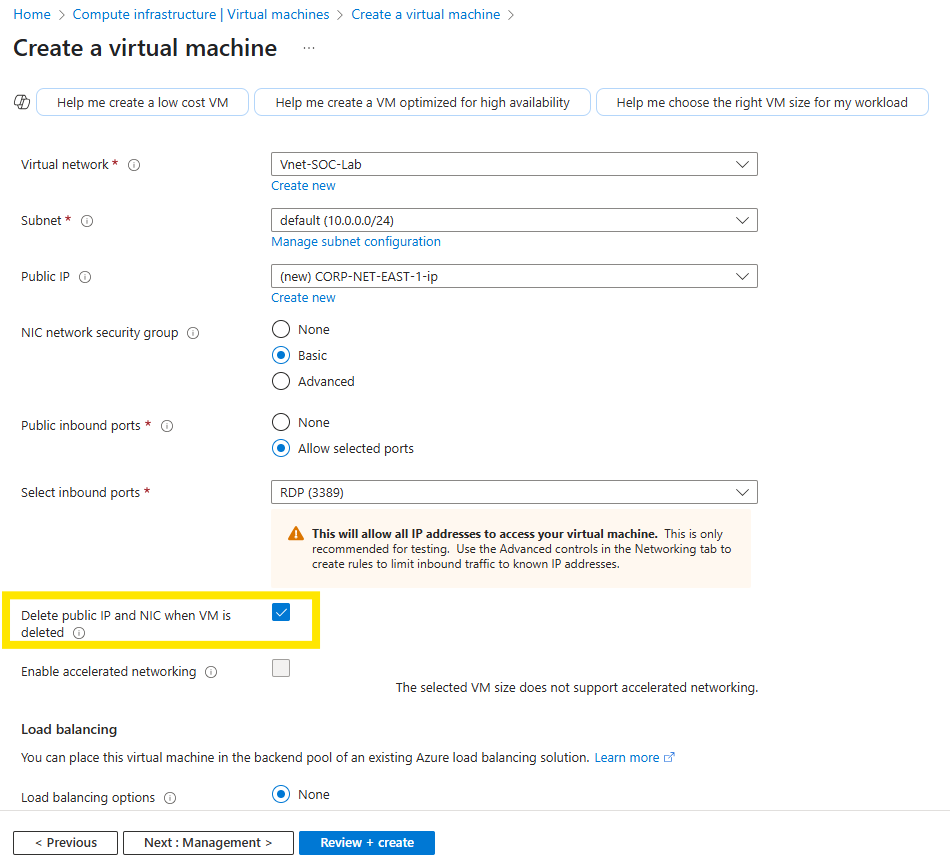 Home > Compute infrastructure | Virtual machines > Create a virtual machine >
Create a virtual machine ...
Help me create a low cost VM
Help me create a VM optimized for high availability
Help me choose the right VM size for my workload
Virtual network *
Vnet-SOC-Lab
Create new
Subnet *
default (10.0.0.0/24)
Manage subnet configuration
Public IP
(new) CORP-NET-EAST-1-ip
Create new
NIC network security group
None
Basic
Advanced
Public inbound ports *
None
Allow selected ports
Select inbound ports *
RDP (3389)
This will allow all IP addresses to access your virtual machine. This is only
recommended for testing. Use the Advanced controls in the Networking tab to
create rules to limit inbound traffic to known IP addresses.
Delete public IP and NIC when VM is
deleted
Enable accelerated networking
The selected VM size does not support accelerated networking.
Load balancing
You can place this virtual machine in the backend pool of an existing Azure load balancing solution. Learn more
Load balancing options
None
< Previous
Next : Management >
Review + create